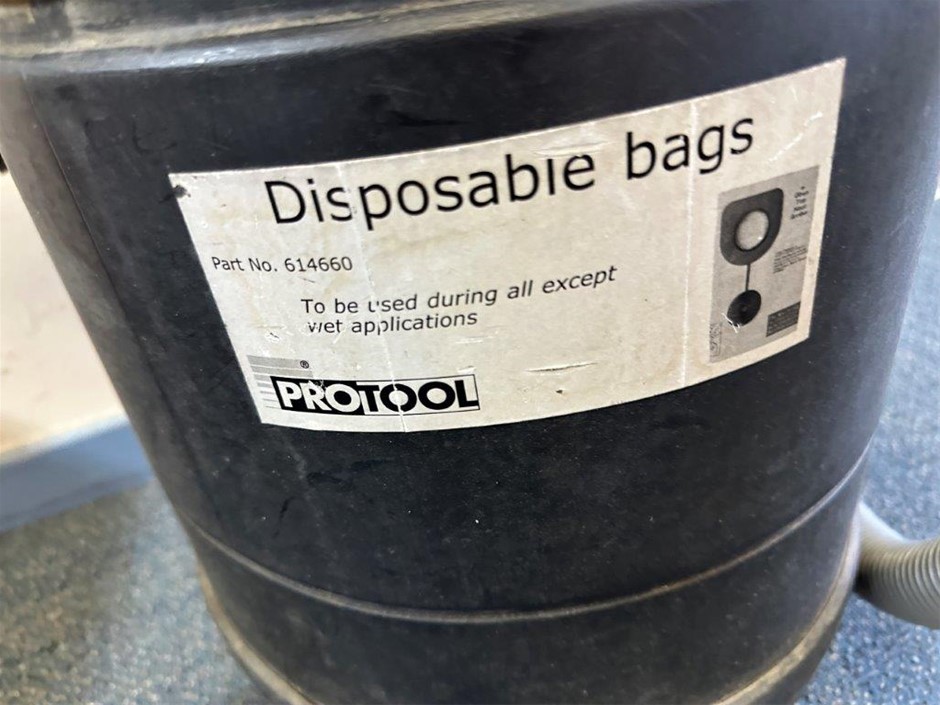 Disposable bags
Part No. 614660
To be used during all except
wet applications
®
PROTOOL